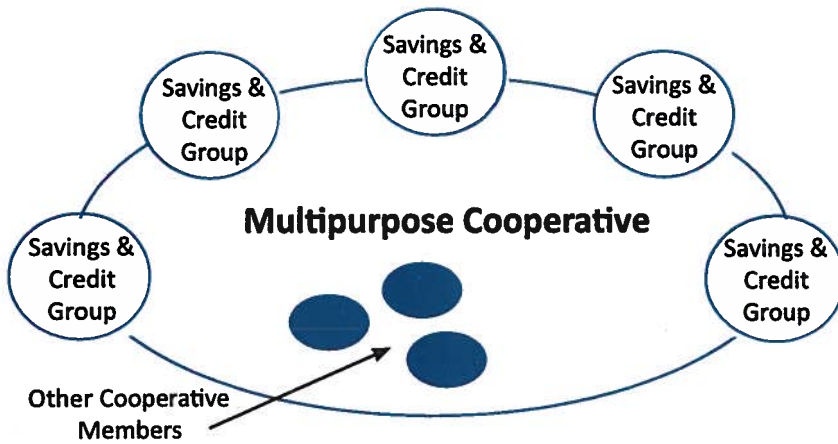 Savings &
Credit
Group
Savings &
Credit
Group
Savings &
Credit
Group
Savings &
Credit
Group
Savings &
Credit
Group
Multipurpose Cooperative
Other Cooperative
Members